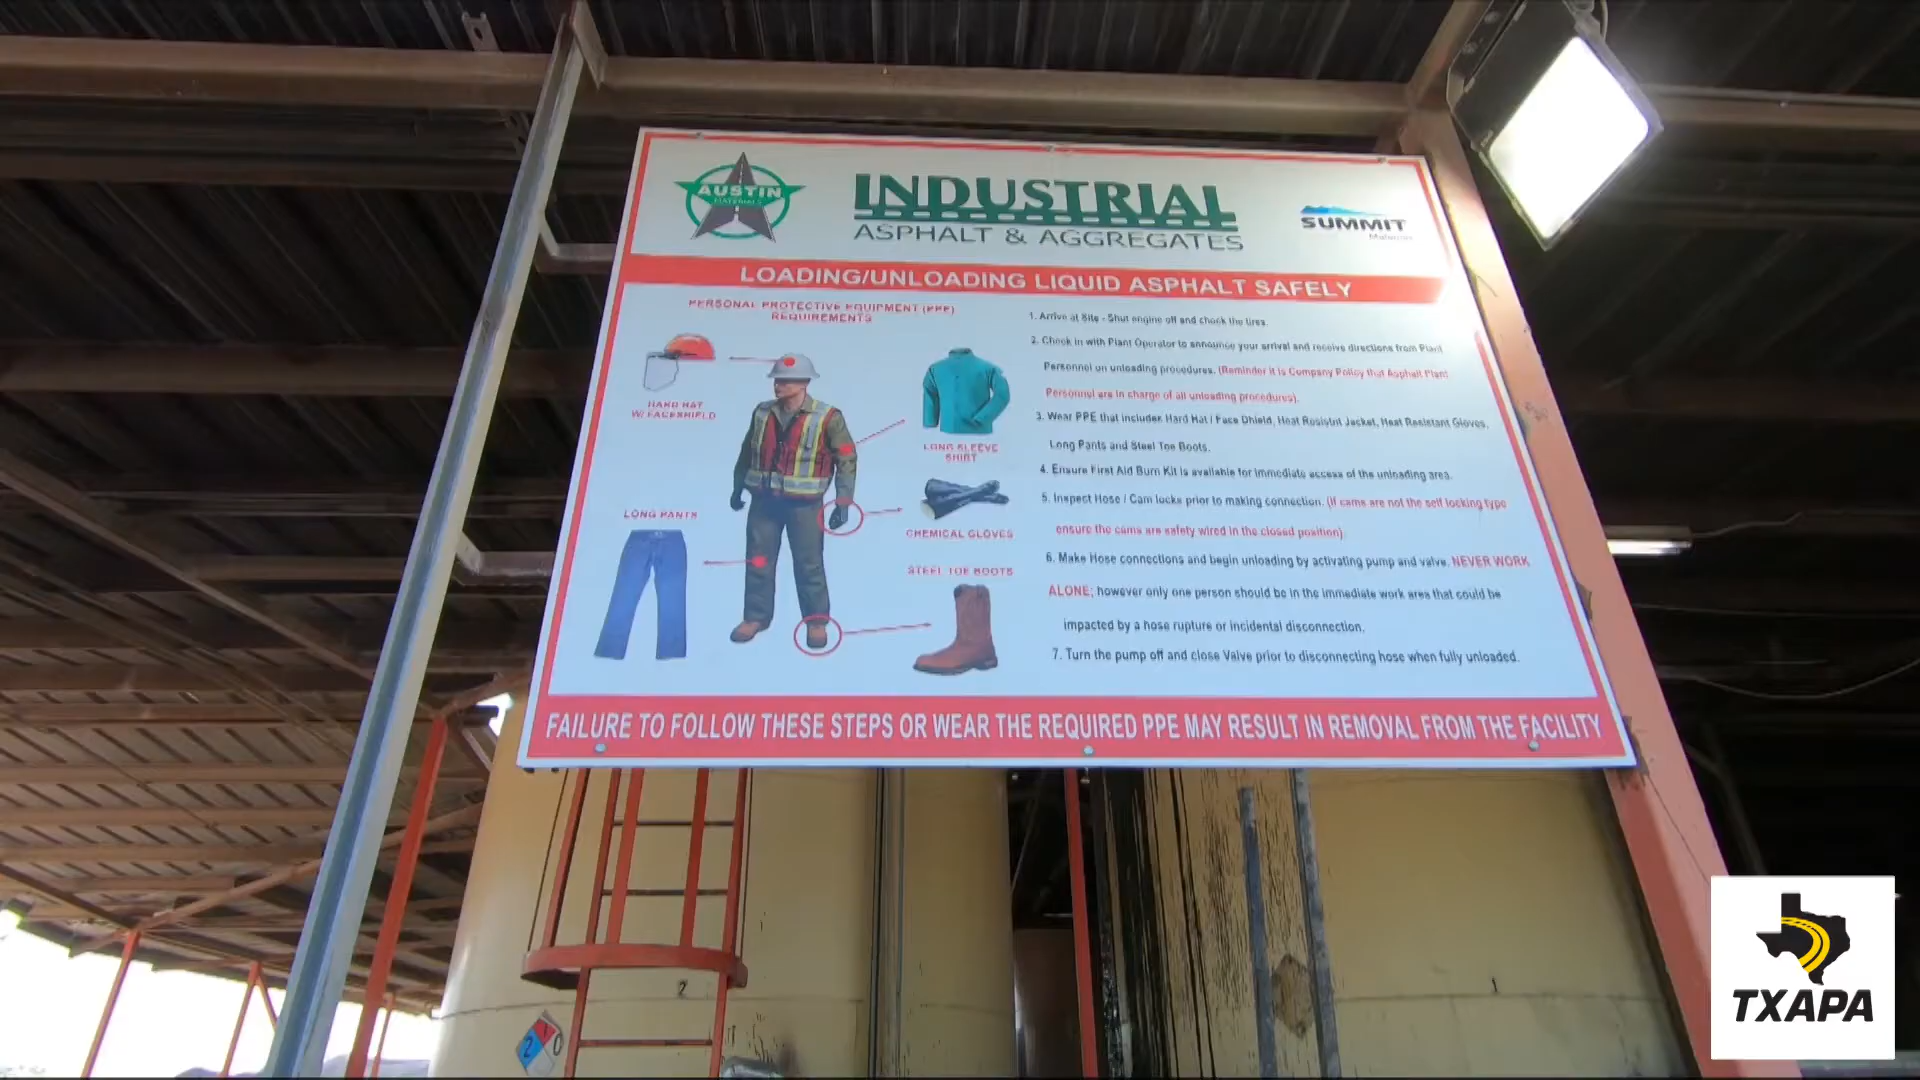 AUSTIN
MATERIALS
INDUSTRIAL
ASPHALT & AGGREGATES
SUMMIT
Materials
LOADING/UNLOADING LIQUID ASPHALT SAFELY
PERSONAL PROTECTIVE EQUIPMENT (PPE)
REQUIREMENTS
HARD HAT
W/ FACESHIELD
LONG SLEEVE
SHIRT
LONG PANTS
CHEMICAL GLOVES
STEEL TOE BOOTS
1. Arrive at Site - Shut engine off and chock the tires.
2. Check in with Plant Operator to announce your arrival and receive directions from Plant
Personnel on unloading procedures. (Reminder it is Company Policy that Asphalt Plant
Personnel are in charge of all unloading procedures).
3. Wear PPE that includes Hard Hat / Face Dhield, Heat Resistnt Jacket, Heat Resistant Gloves,
Long Pants and Steel Toe Boots.
4. Ensure First Aid Burn Kit is available for immediate access of the unloading area.
5. Inspect Hose / Cam locks prior to making connection. (If cams are not the self locking type
ensure the cams are safety wired in the closed position)
6. Make Hose connections and begin unloading by activating pump and valve. NEVER WORK
ALONE; however only one person should be in the immediate work area that could be
impacted by a hose rupture or incidental disconnection.
7. Turn the pump off and close Valve prior to disconnecting hose when fully unloaded.
FAILURE TO FOLLOW THESE STEPS OR WEAR THE REQUIRED PPE MAY RESULT IN REMOVAL FROM THE FACILITY
2
1
1
2
0
TXAPA